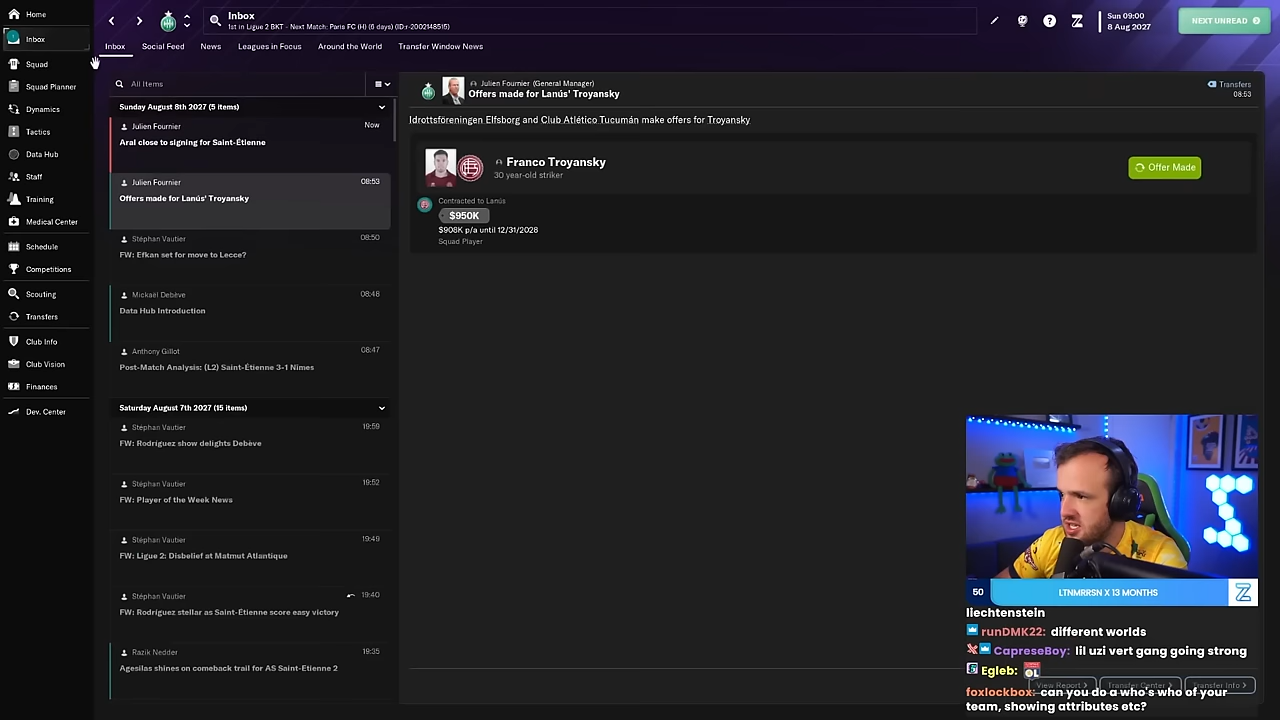 Home
Inbox
Squad
Squad Planner
Dynamics
Tactics
Data Hub
Staff
Training
Medical Center
Schedule
Competitions
Scouting
Transfers
Club Info
Club Vision
Finances
Dev. Center
Inbox
1st in Ligue 2 BKT - Next Match: Paris FC (H) (6 days) (ID:r-2002148515)
Sun 09:00
8 Aug 2027
NEXT UNREAD
Inbox
Social Feed
News
Leagues in Focus
Around the World
Transfer Window News
All Items
Sunday August 8th 2027 (5 items)
Julien Fournier
Now
Aral close to signing for Saint-Étienne
Julien Fournier
08:53
Offers made for Lanús' Troyansky
Stéphan Vautier
08:50
FW: Efkan set for move to Lecce?
Mickaël Debève
08:48
Data Hub Introduction
Anthony Gillot
08:47
Post-Match Analysis: (L2) Saint-Étienne 3-1 Nîmes
Saturday August 7th 2027 (15 items)
Stéphan Vautier
19:59
FW: Rodríguez show delights Debève
Stéphan Vautier
19:52
FW: Player of the Week News
Stéphan Vautier
19:49
FW: Ligue 2: Disbelief at Matmut Atlantique
Stéphan Vautier
19:40
FW: Rodríguez stellar as Saint-Étienne score easy victory
Razik Nedder
19:35
Agesilas shines on comeback trail for AS Saint-Etienne 2
Julien Fournier (General Manager)
Offers made for Lanús' Troyansky
Transfers
08:53
Idrottsföreningen Elfsborg and Club Atlético Tucumán make offers for Troyansky
Franco Troyansky
30 year-old striker
Offer Made
Contracted to Lanús
$950K
$908K p/a until 12/31/2028
Squad Player
50
LTNMRRSN X 13 MONTHS
liechtenstein
runDMK22: different worlds
CapreseBoy: lil uzi vert gang going strong
Egleb:
OL
View Report
Transfer Center
Transfer Info
foxlockbox: can you do a who's who of your
team, showing attributes etc?